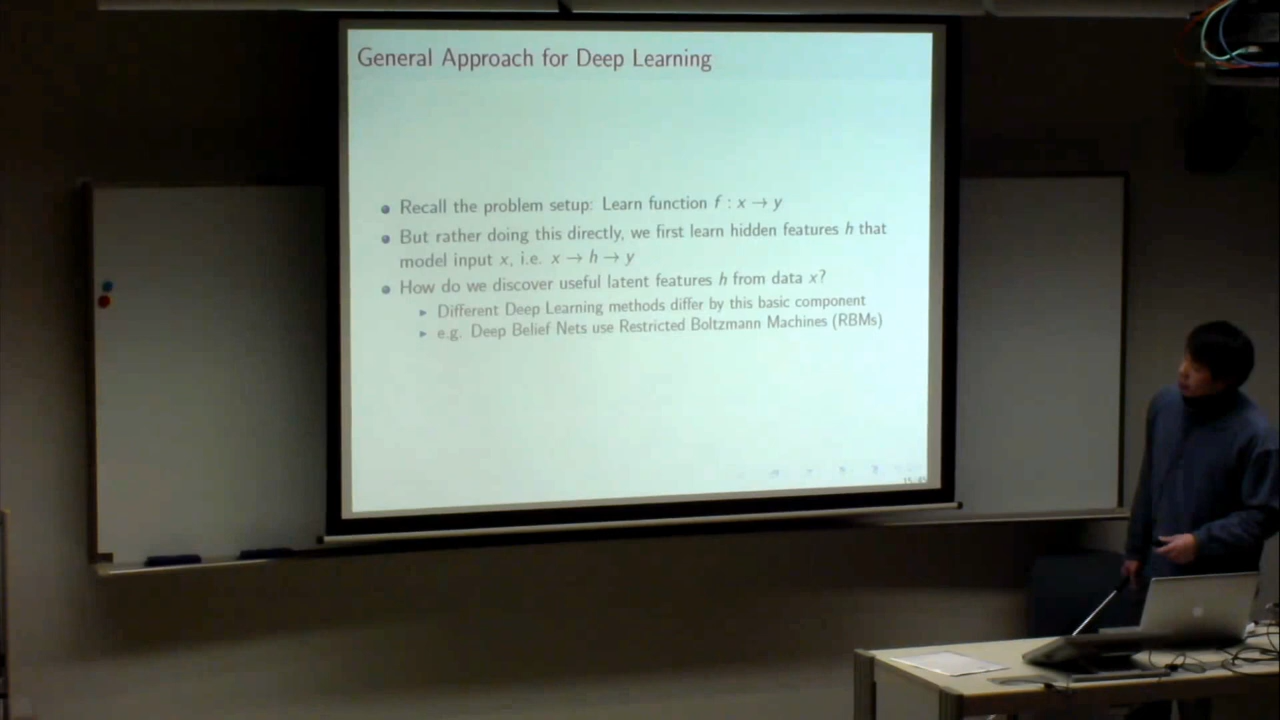 General Approach for Deep Learning
Recall the problem setup: Learn function f : x → y
But rather doing this directly, we first learn hidden features h that
model input x, i.e. x → h → y
How do we discover useful latent features h from data x?
Different Deep Learning methods differ by this basic component
e.g. Deep Belief Nets use Restricted Boltzmann Machines (RBMs)